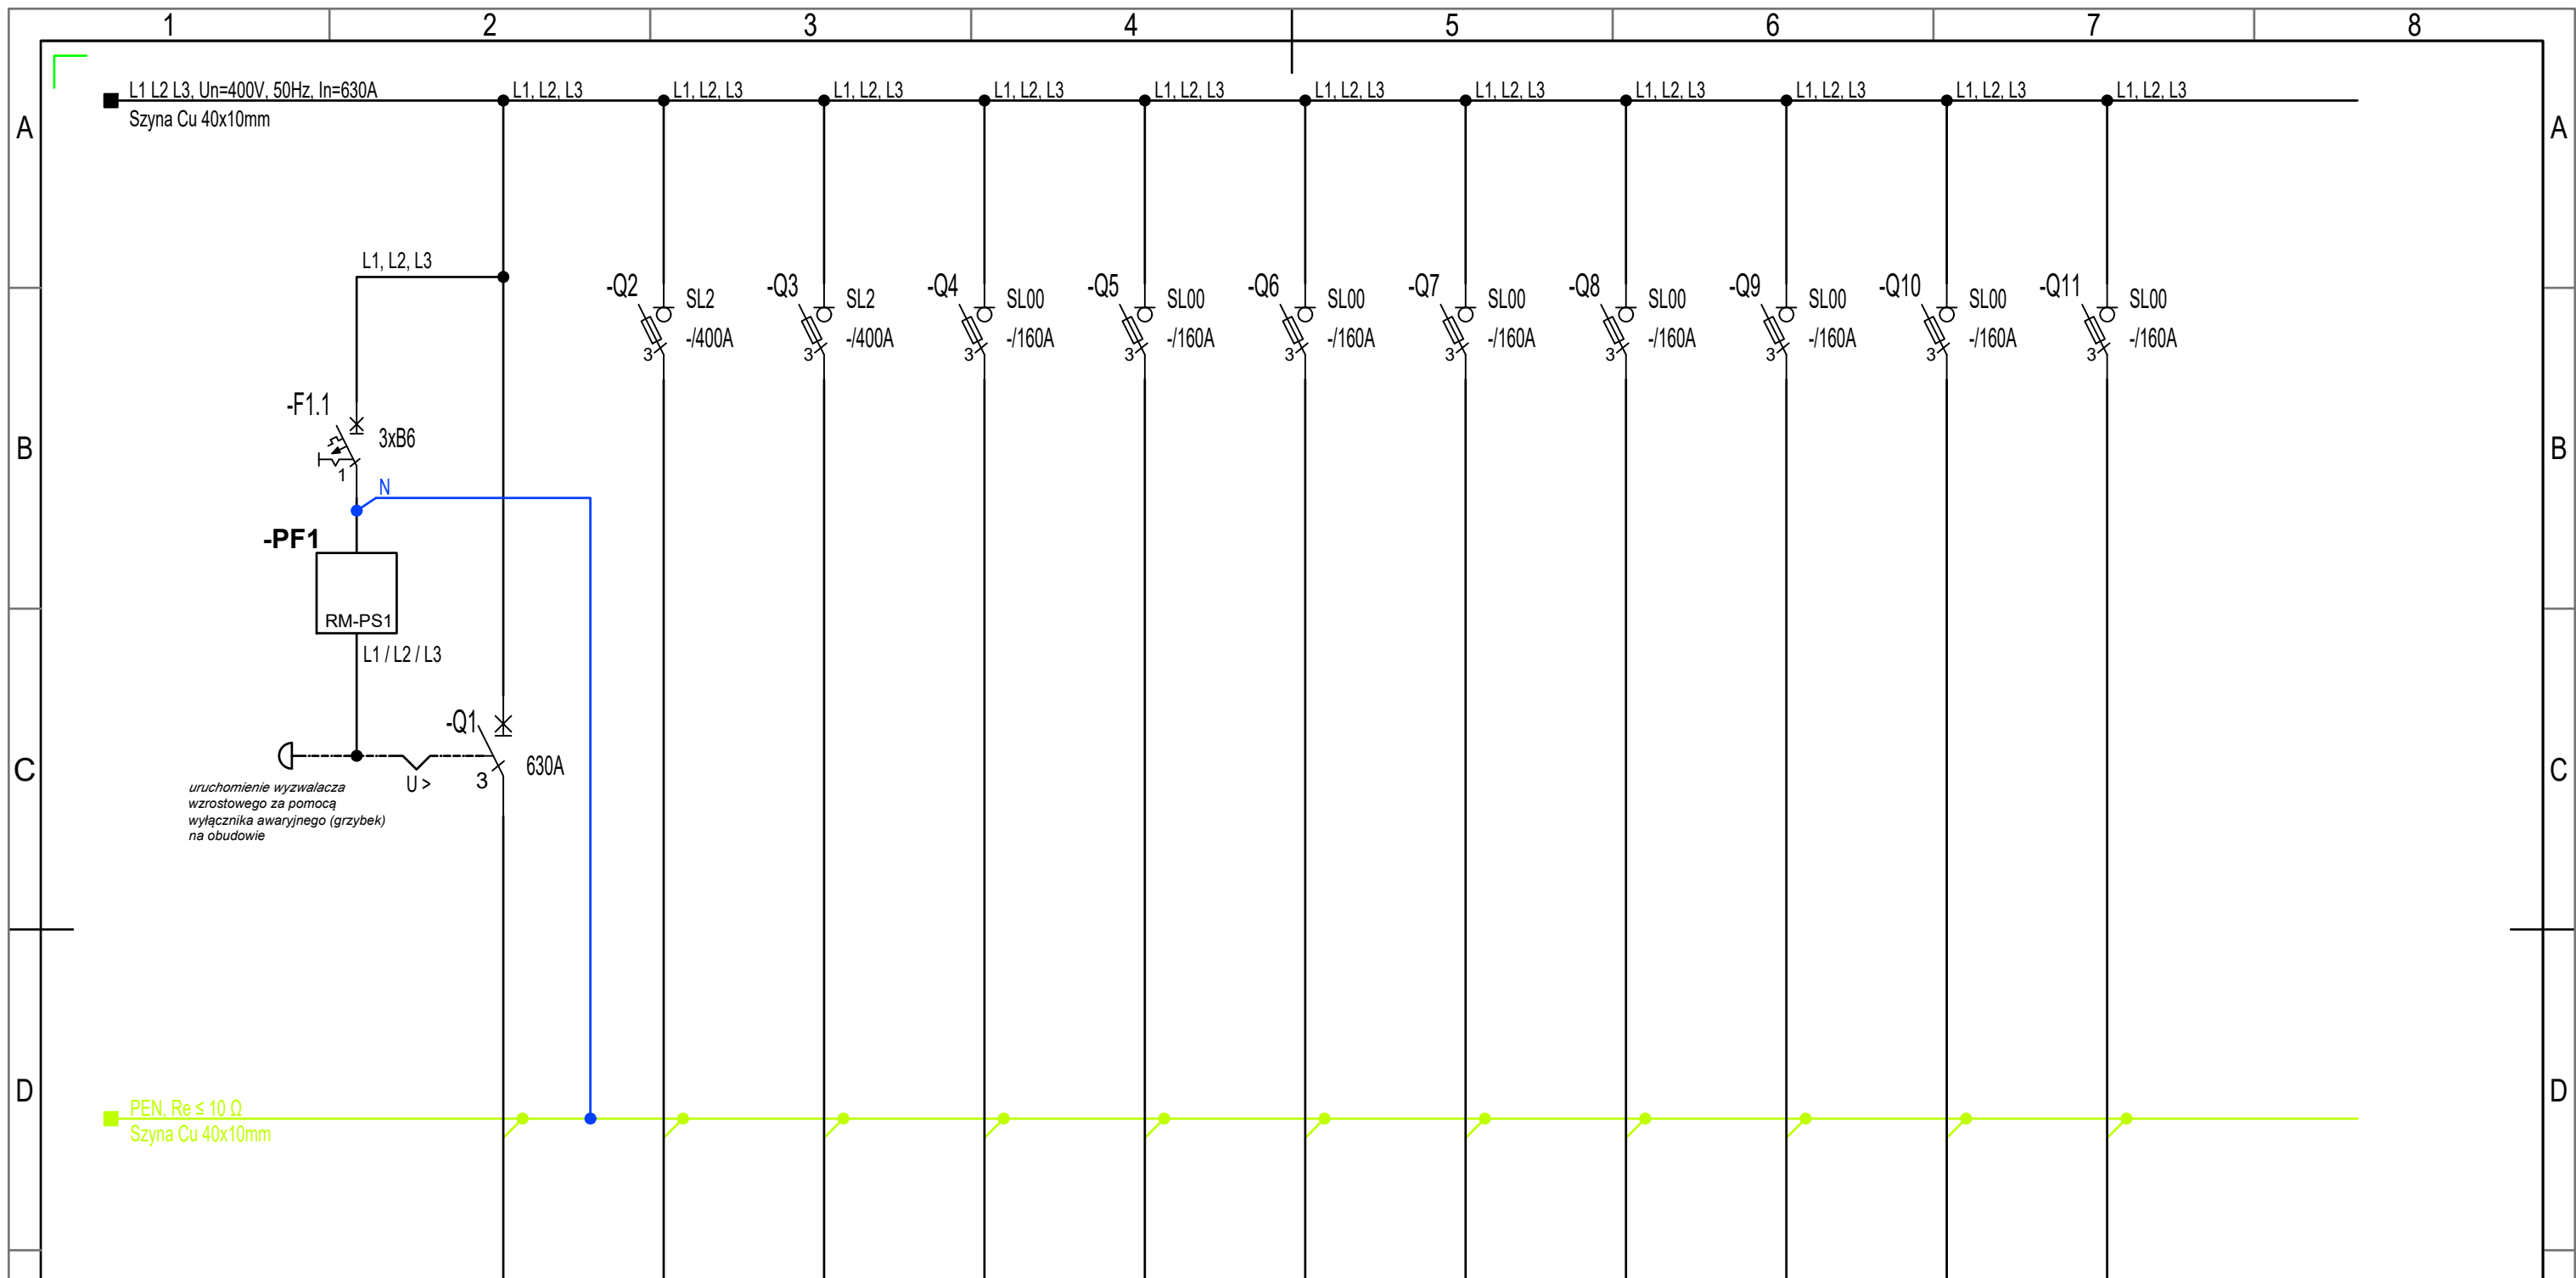 1 2 3 4 5 6 7 8
L1 L2 L3, Un=400V, 50Hz, In=630A
L1, L2, L3 L1, L2, L3 L1, L2, L3 L1, L2, L3 L1, L2, L3 L1, L2, L3 L1, L2, L3 L1, L2, L3 L1, L2, L3 L1, L2, L3 L1, L2, L3
Szyna Cu 40x10mm
A A
L1, L2, L3
-Q2 -Q3 -Q4 -Q5 -Q6 -Q7 -Q8 -Q9 -Q10 -Q11
SL2 SL2 SL00 SL00 SL00 SL00 SL00 SL00 SL00 SL00
-/400A -/400A -/160A -/160A -/160A -/160A -/160A -/160A -/160A -/160A
3 3 3 3 3 3 3 3 3 3
-F1.1
3xB6
B B
1
N
-PF1
RM-PS1
L1 / L2 / L3
-Q1
630A
C C
U >
3
uruchomienie wyzwalacza
wzrostowego za pomocą
wyłącznika awaryjnego (grzybek)
na obudowie
D D
PEN, Re ≤ 10 Ω
Szyna Cu 40x10mm